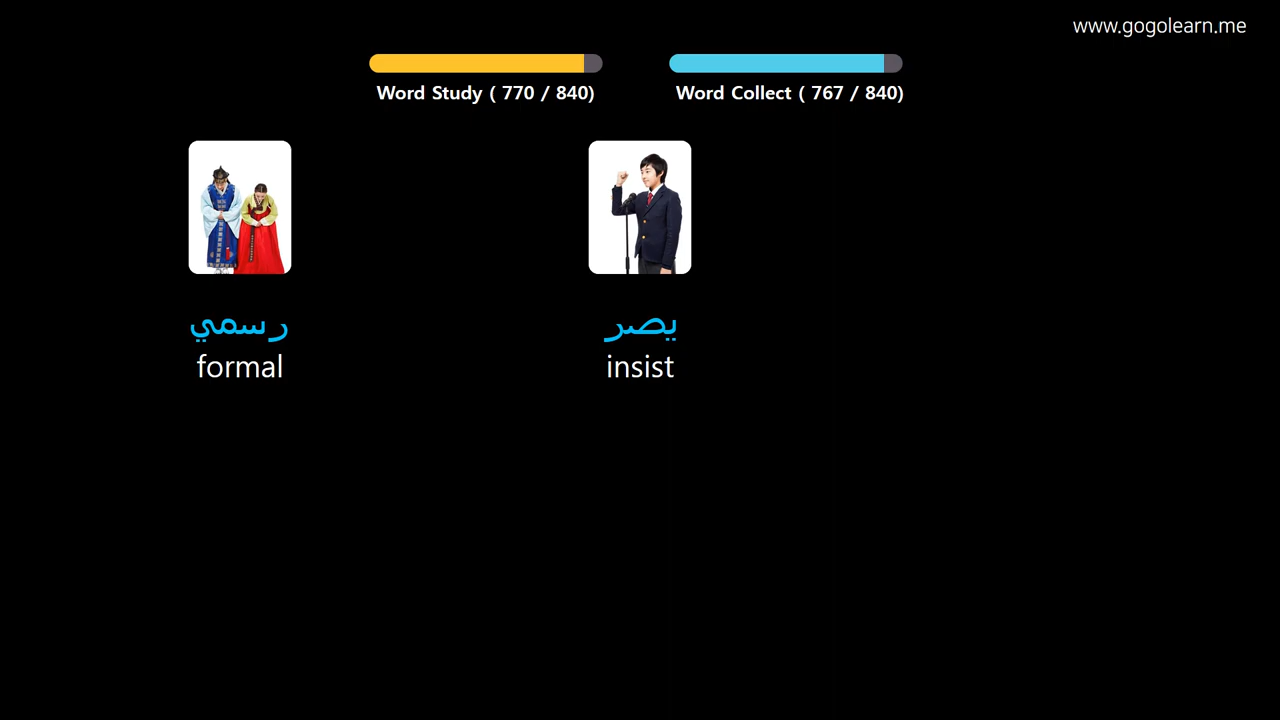 www.gogolearn.me
Word Study ( 770 / 840)
Word Collect ( 767 / 840)
رسمي
formal
يصر
insist